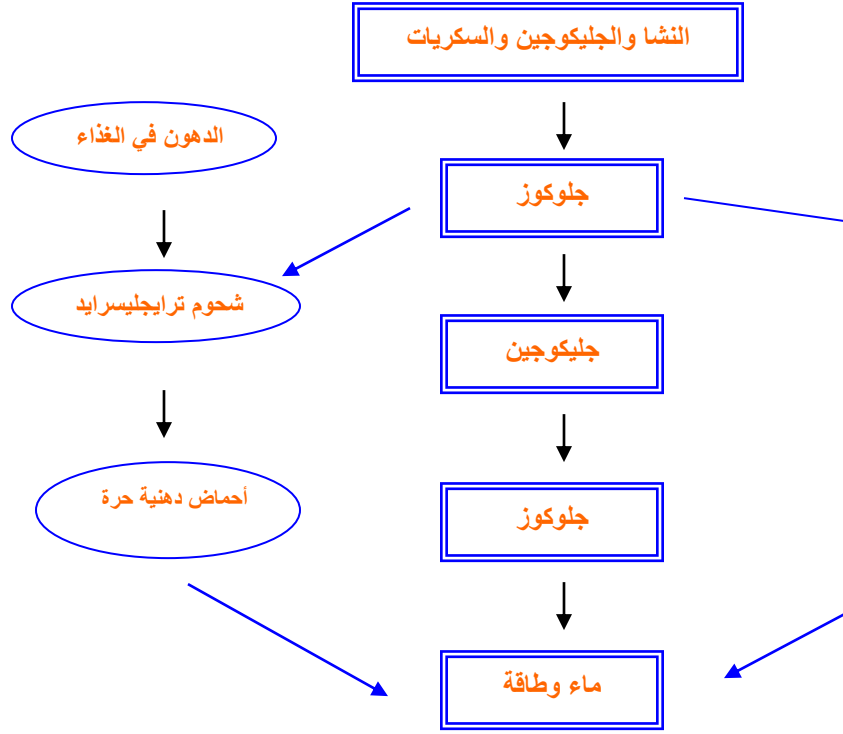 النشا والجليكوجين والسكريات
الدهون في الغذاء
جلوكوز
شحوم ترايجليسرايد
جليكوجين
أحماض دهنية حرة
جلوكوز
ماء وطاقة